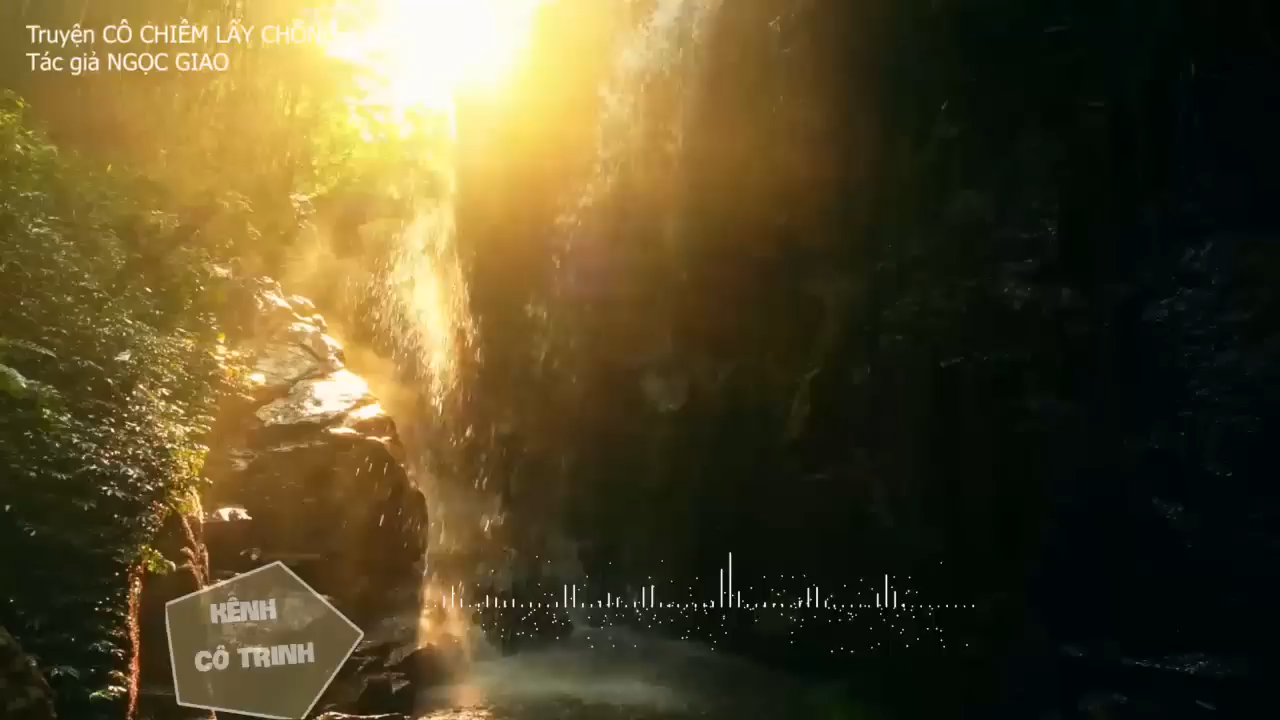 Truyện CÔ CHIÊM LẤY CHỒNG
Tác giả NGỌC GIAO
KÊNH
CÔ TRINH